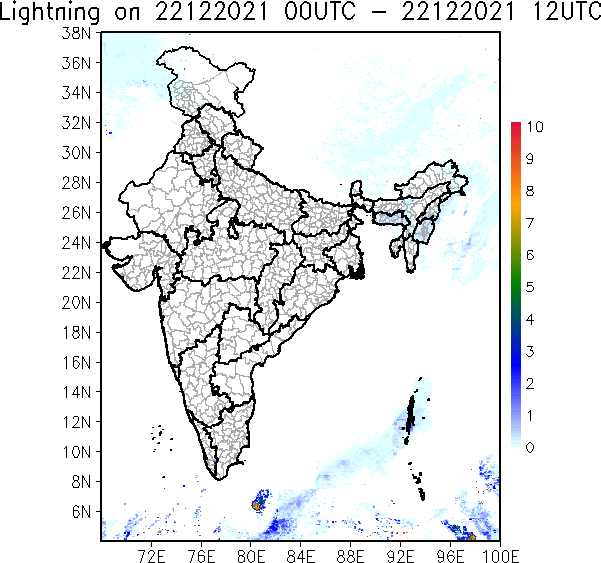 Lightning on 22122021 00UTC – 22122021 12UTC
38N
36N
34N
32N
30N
28N
26N
24N
22N
20N
18N
16N
14N
12N
10N
8N
6N
72E 76E 80E 84E 88E 92E 96E 100E
10
9
8
7
6
5
4
3
2
1
0